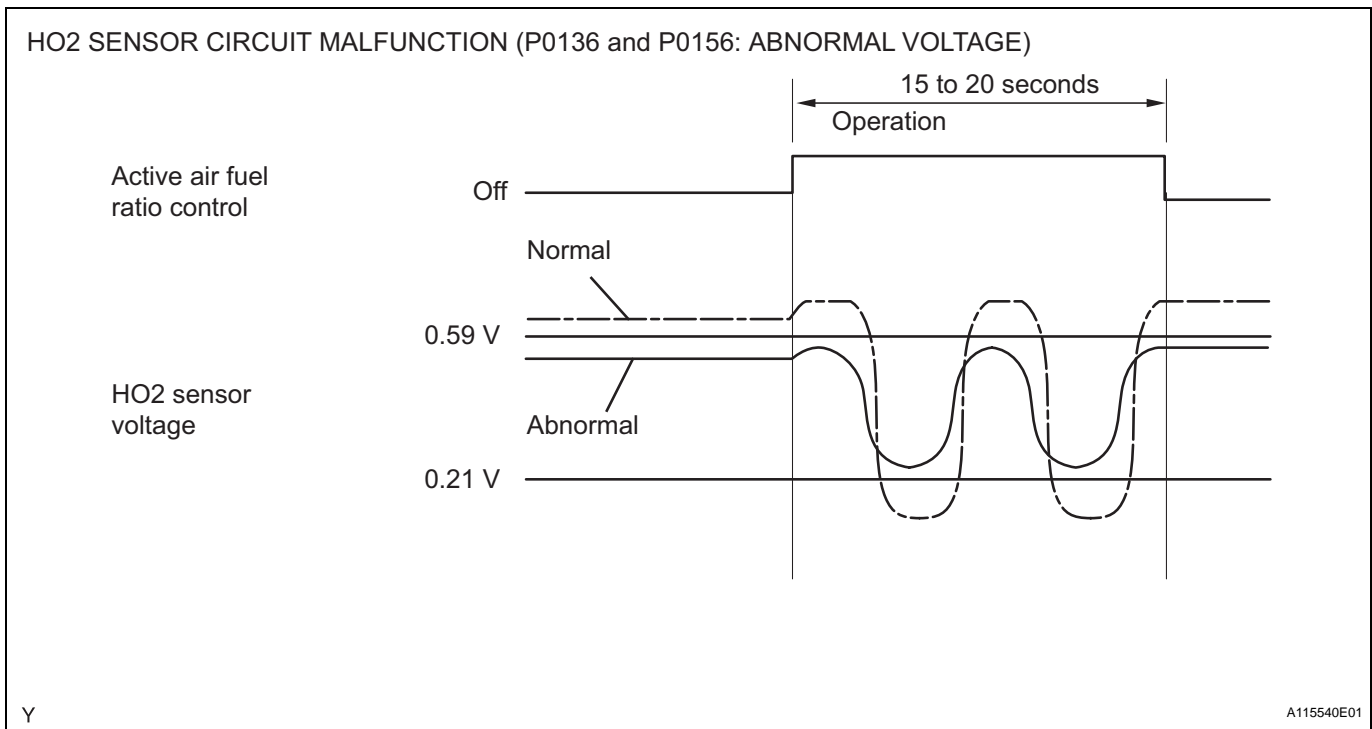 HO2 SENSOR CIRCUIT MALFUNCTION (P0136 and P0156: ABNORMAL VOLTAGE)
15 to 20 seconds
Operation
Active air fuel
ratio control
Off
Normal
0.59 V
HO2 sensor
voltage
Abnormal
0.21 V
Y
A115540E01